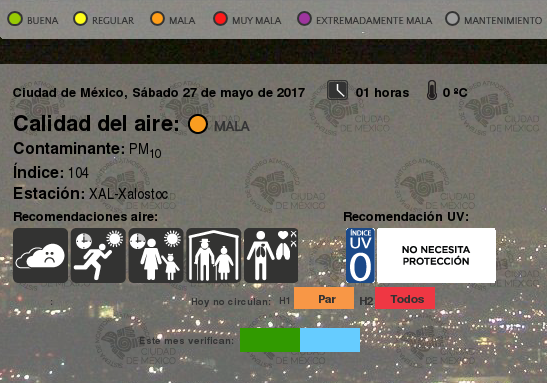 BUENA REGULAR MALA MUY MALA EXTREMADAMENTE MALA MANTENIMIENTO
Ciudad de México, Sábado 27 de mayo de 2017 01 horas 0 ºC
Calidad del aire: MALA
Contaminante: PM10
Índice: 104
Estación: XAL-Xalostoc
Recomendaciones aire: Recomendación UV:
ÍNDICE
UV
0
NO NECESITA
PROTECCIÓN
: Hoy no circulan: H1 Par H2 Todos
Este mes verifican:
CIUDAD
DE MÉXICO